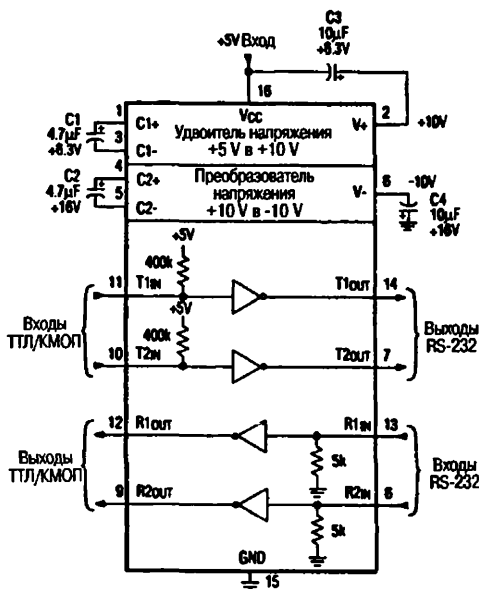 C3
10µF
+6.3V
+5V Вход
16
1
C1
4.7µF
+6.3V
3
C1+
C1-
Vcc
Удвоитель напряжения
+5 V в +10 V
V+
2
+10V
4
C2
4.7µF
+16V
5
C2+
C2-
Преобразователь
напряжения
+10 V в -10 V
V-
6
-10V
C4
10µF
+16V
+5V
400k
11
T1IN
T1OUT
14
+5V
400k
10
T2IN
T2OUT
7
Входы
ТТЛ/КМОП
Выходы
RS-232
12
R1OUT
R1IN
13
5k
9
R2OUT
R2IN
8
5k
Выходы
ТТЛ/КМОП
Входы
RS-232
GND
15